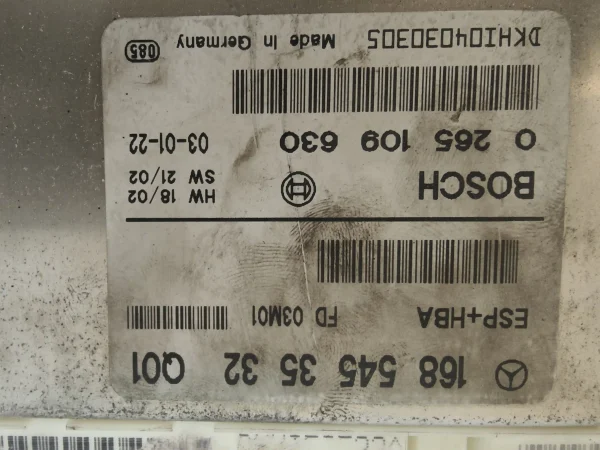 168 545 35 32 Q01
ESP+HBA FD 03M01
BOSCH HW 18/02
SW 21/02
0 265 109 630 03-01-22
DKHI04030305 Made In Germany 085